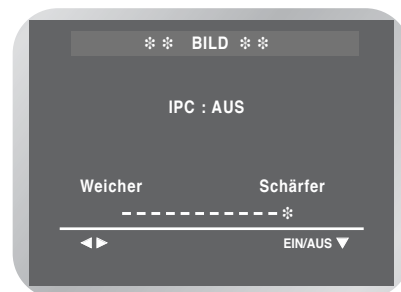 ❇ ❇ BILD ❇ ❇
IPC : AUS
Weicher Schärfer
– – – – – – – – – – – ❇
◀ ▶ EIN/AUS ▼